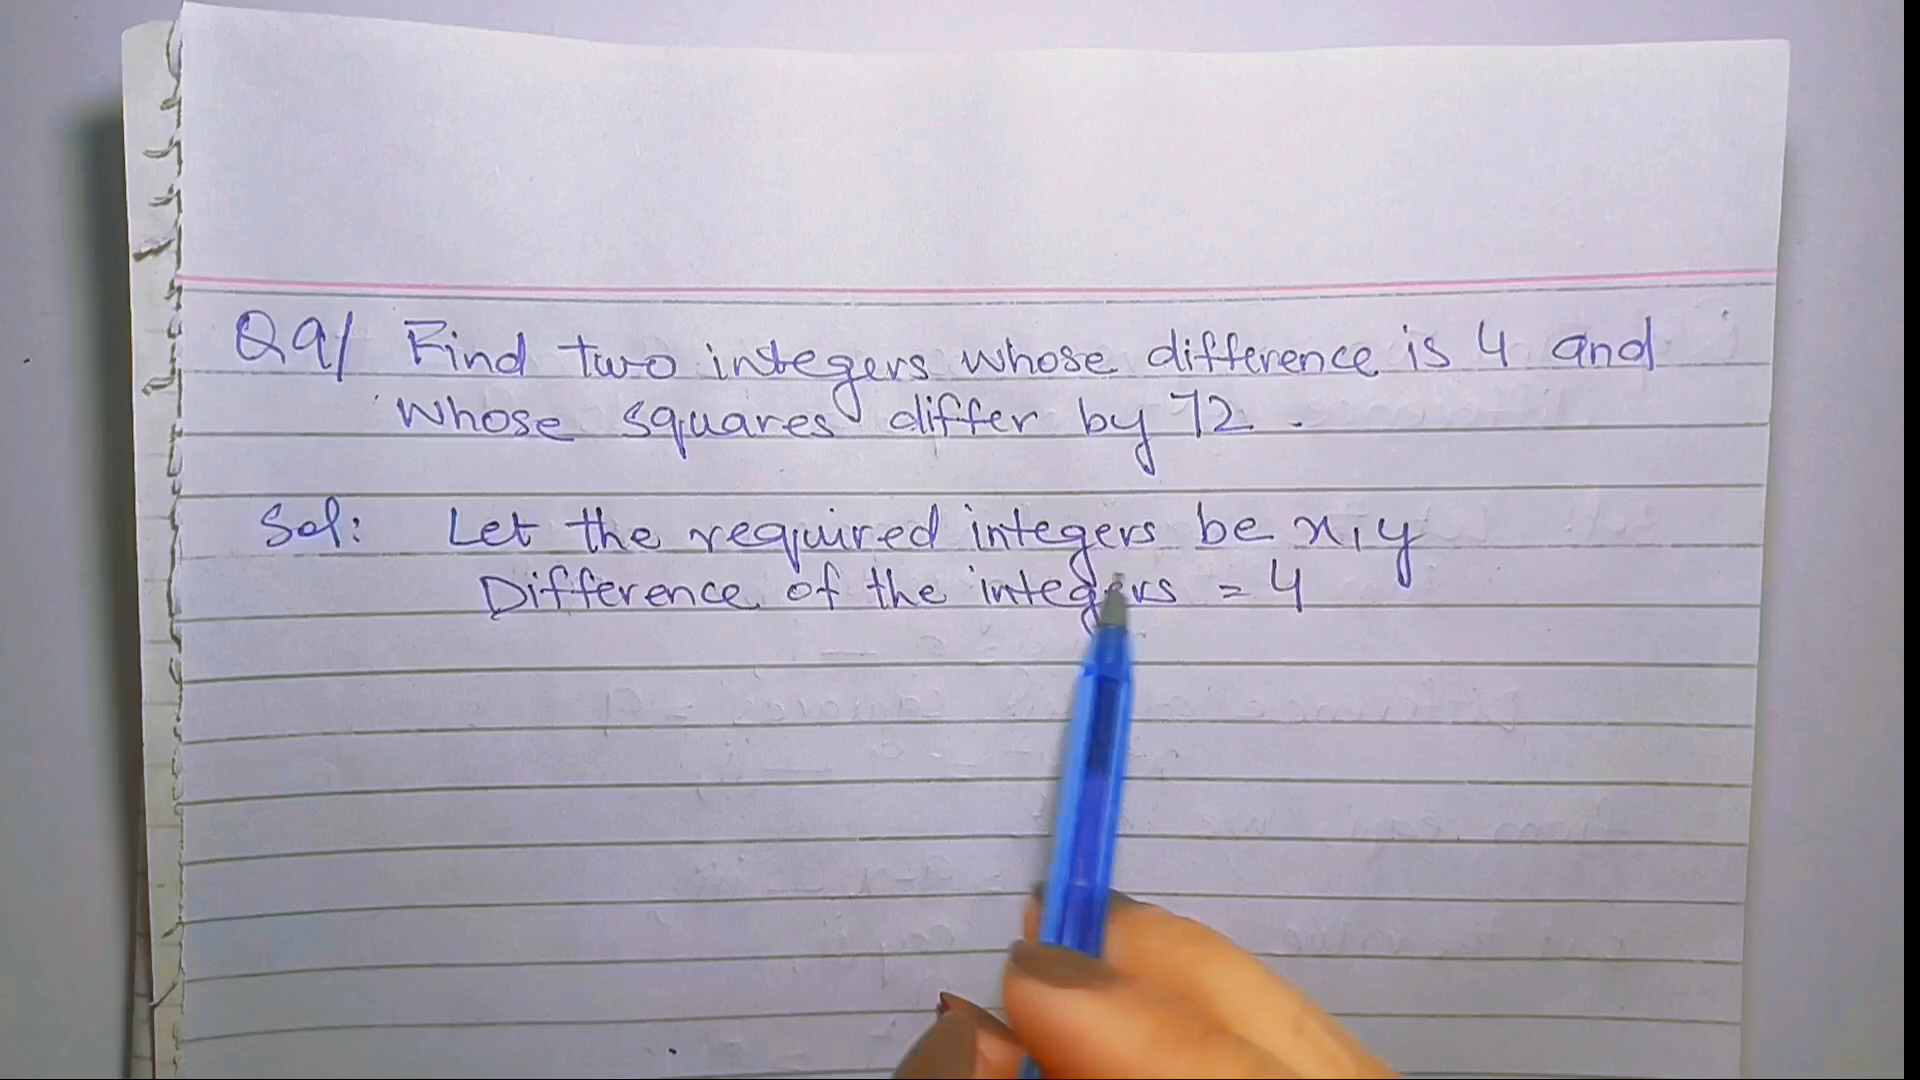 Q9/ Find two integers whose difference is 4 and
whose squares differ by 72.
Sol: Let the required integers be x, y
Difference of the integers = 4